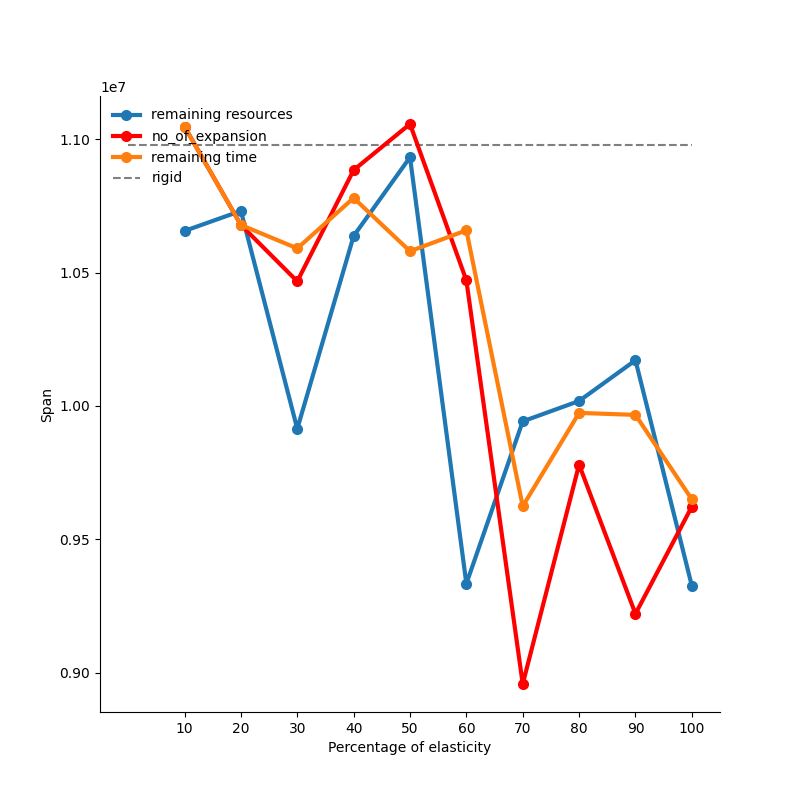 1e7
remaining resources
no_of_expansion
remaining time
rigid
1.10
1.05
1.00
0.95
0.90
Span
10 20 30 40 50 60 70 80 90 100
Percentage of elasticity